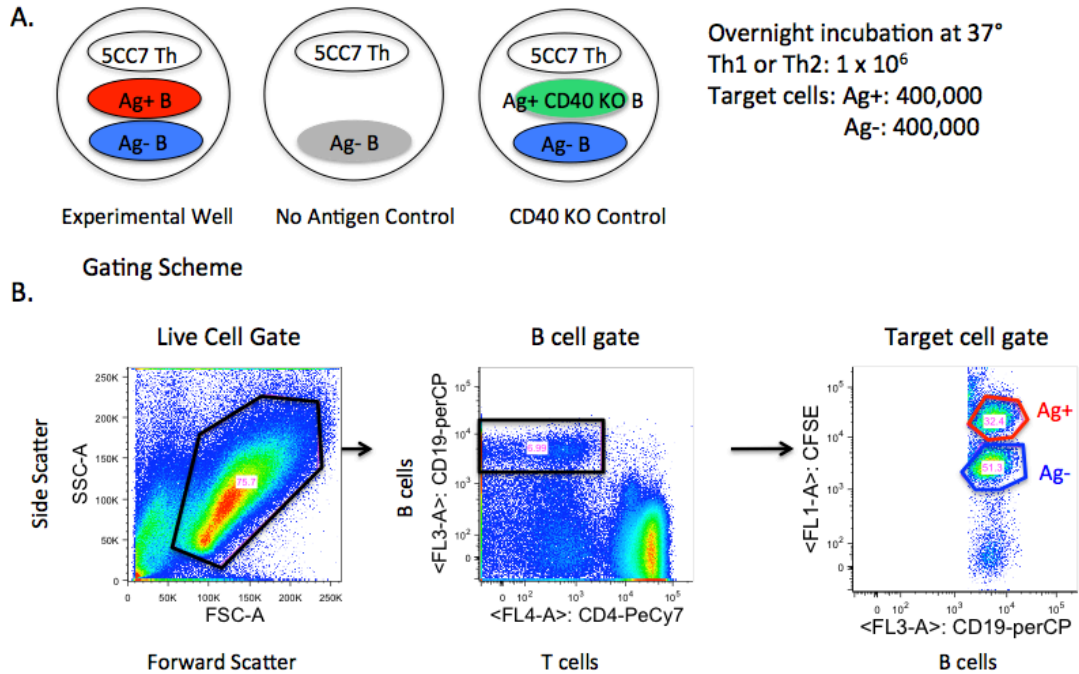 A.
5CC7 Th
Ag+ B
Ag- B
Experimental Well
5CC7 Th
Ag- B
No Antigen Control
5CC7 Th
Ag+ CD40 KO B
Ag- B
CD40 KO Control
Overnight incubation at 37°
Th1 or Th2: 1 x 10⁶
Target cells: Ag+: 400,000
Ag-: 400,000
Gating Scheme
B.
Live Cell Gate
Side Scatter
SSC-A
250K
200K
150K
100K
50K
0
75.7
0 50K 100K 150K 200K 250K
FSC-A
Forward Scatter
B cell gate
B cells
<FL3-A>: CD19-perCP
10⁵
10⁴
10³
10²
0
9.99
0 10² 10³ 10⁴ 10⁵
<FL4-A>: CD4-PeCy7
T cells
Target cell gate
<FL1-A>: CFSE
10⁵
10⁴
10³
10²
0
32.4
Ag+
51.3
Ag-
0 10² 10³ 10⁴ 10⁵
<FL3-A>: CD19-perCP
B cells